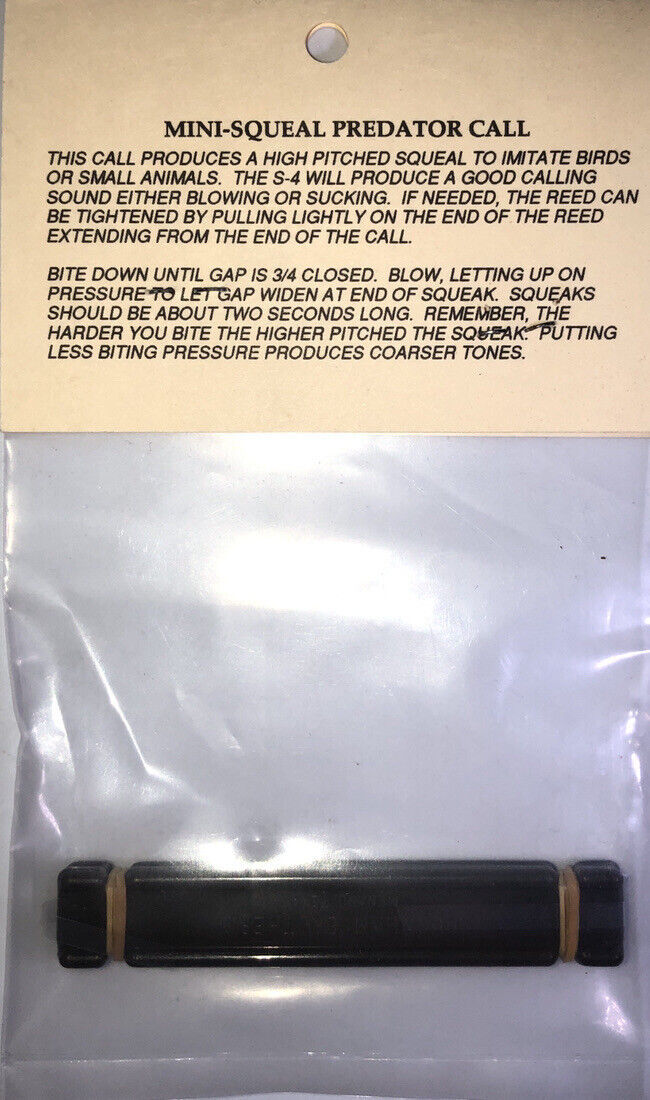 MINI-SQUEAL PREDATOR CALL
THIS CALL PRODUCES A HIGH PITCHED SQUEAL TO IMITATE BIRDS
OR SMALL ANIMALS. THE S-4 WILL PRODUCE A GOOD CALLING
SOUND EITHER BLOWING OR SUCKING. IF NEEDED, THE REED CAN
BE TIGHTENED BY PULLING LIGHTLY ON THE END OF THE REED
EXTENDING FROM THE END OF THE CALL.
BITE DOWN UNTIL GAP IS 3/4 CLOSED. BLOW, LETTING UP ON
PRESSURE TO LET GAP WIDEN AT END OF SQUEAK. SQUEAKS
SHOULD BE ABOUT TWO SECONDS LONG. REMEMBER, THE
HARDER YOU BITE THE HIGHER PITCHED THE SQUEAK. PUTTING
LESS BITING PRESSURE PRODUCES COARSER TONES.